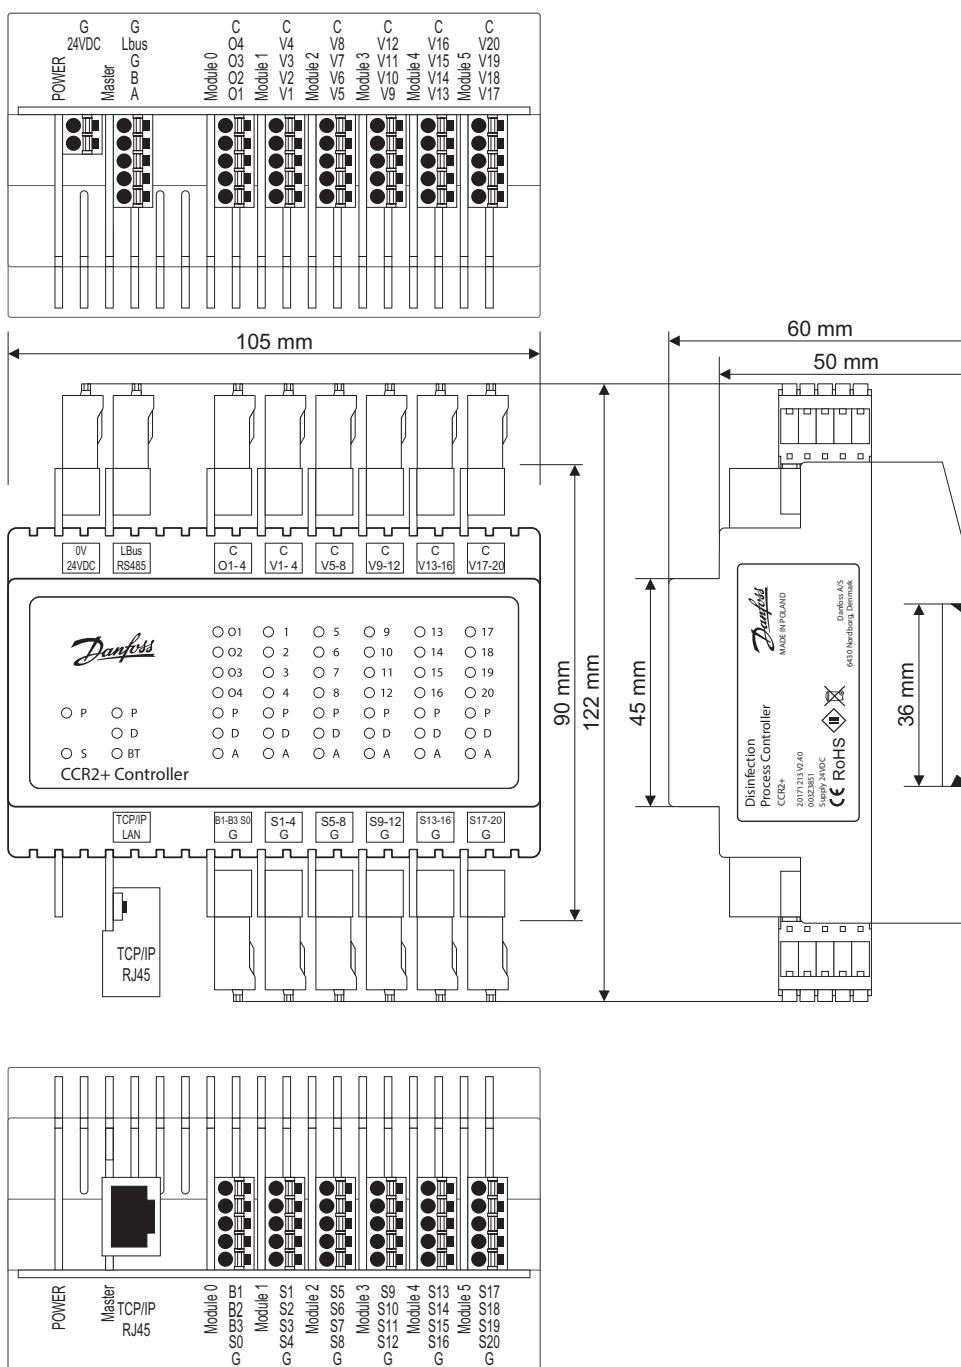 G
24VDC
POWER
G
Lbus
G
B
A
Master
C
O4
O3
O2
O1
Module 0
C
V4
V3
V2
V1
Module 1
C
V8
V7
V6
V5
Module 2
C
V12
V11
V10
V9
Module 3
C
V16
V15
V14
V13
Module 4
C
V20
V19
V18
V17
Module 5
105 mm
60 mm
50 mm
0V
24VDC
LBus
RS485
C
O1-4
C
V1-4
C
V5-8
C
V9-12
C
V13-16
C
V17-20
Danfoss
O1 1 5 9 13 17
O2 2 6 10 14 18
O3 3 7 11 15 19
O4 4 8 12 16 20
P P P P P P P P
D D D D D D D
S BT A A A A A A
CCR2+ Controller
90 mm
122 mm
45 mm
36 mm
Danfoss
MADE IN POLAND
Danfoss A/S
6430 Nordborg, Denmark
Disinfection
Process Controller
CCR2+
20171213 V2.40
003Z3851
Supply 24VDC
CE RoHS
III
TCP/IP
LAN
B1-B3 S0
G
S1-4
G
S5-8
G
S9-12
G
S13-16
G
S17-20
G
TCP/IP
RJ45
POWER
Master
TCP/IP
RJ45
Module 0
B1
B2
B3
S0
G
Module 1
S1
S2
S3
S4
G
Module 2
S5
S6
S7
S8
G
Module 3
S9
S10
S11
S12
G
Module 4
S13
S14
S15
S16
G
Module 5
S17
S18
S19
S20
G